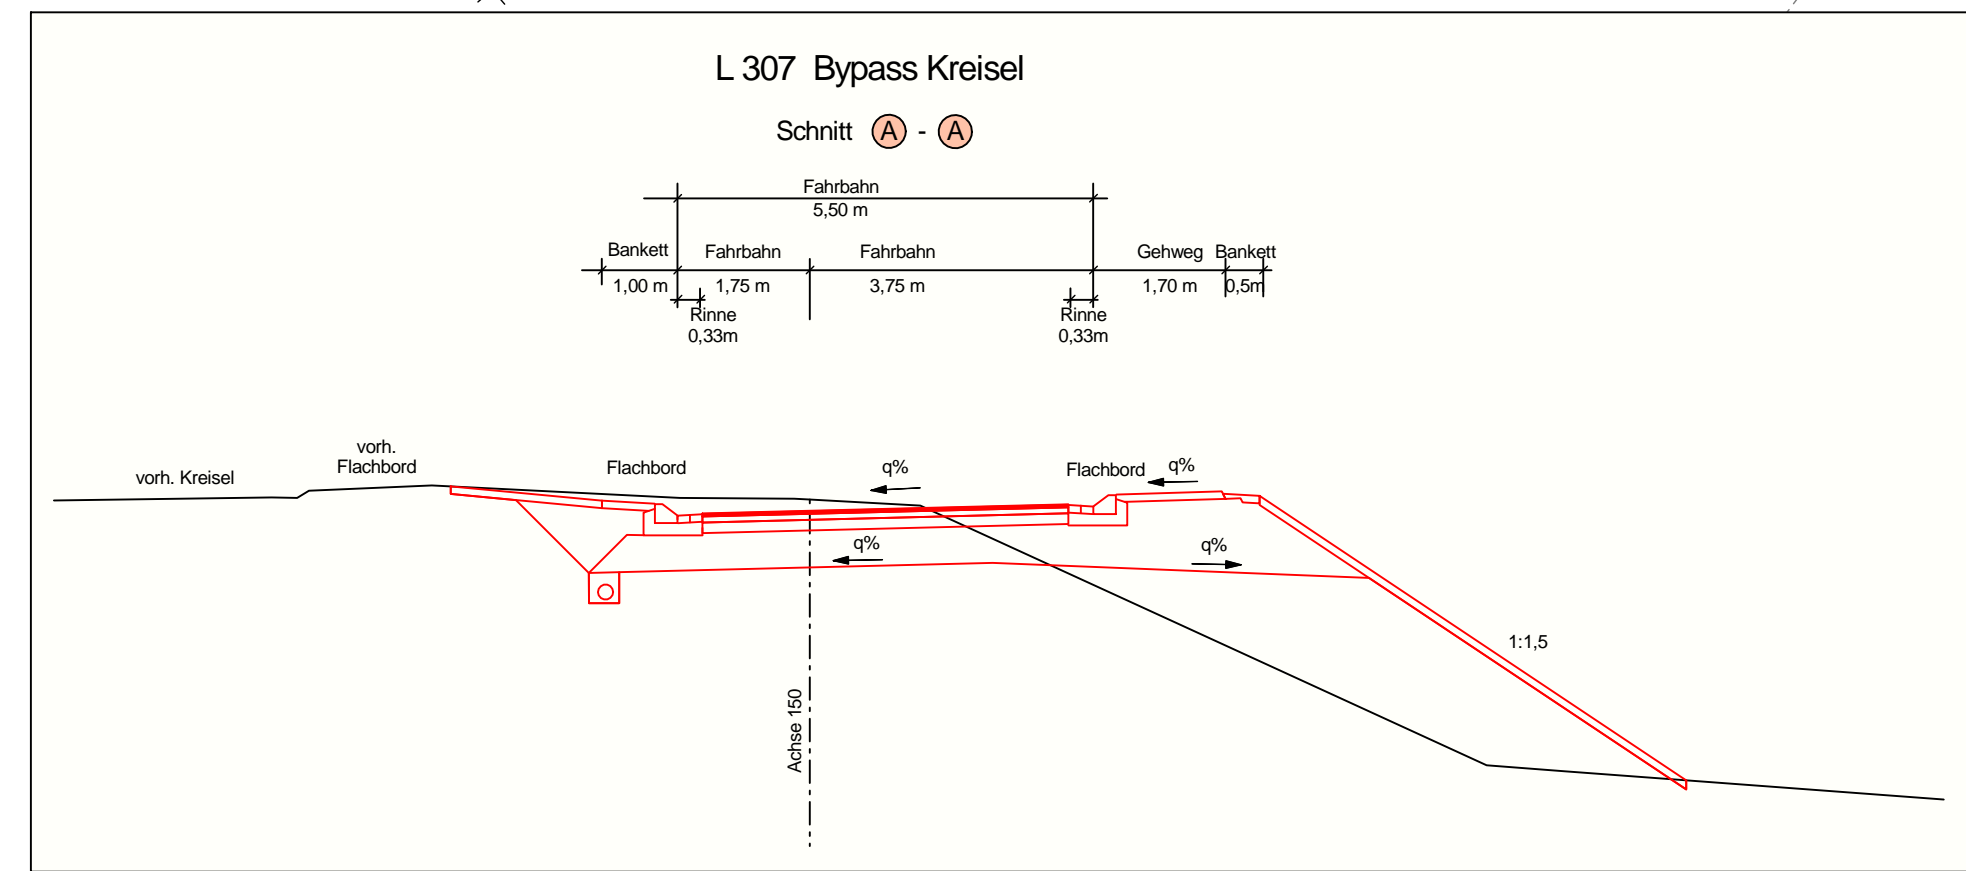 L 307 Bypass Kreisel
Schnitt A - A
Fahrbahn
5,50 m
Bankett Fahrbahn Fahrbahn Gehweg Bankett
1,00 m 1,75 m 3,75 m 1,70 m 0,5m
Rinne Rinne
0,33m 0,33m
vorh. Kreisel
vorh.
Flachbord
Flachbord
q%
Flachbord
q%
q%
q%
1:1,5
Achse 150